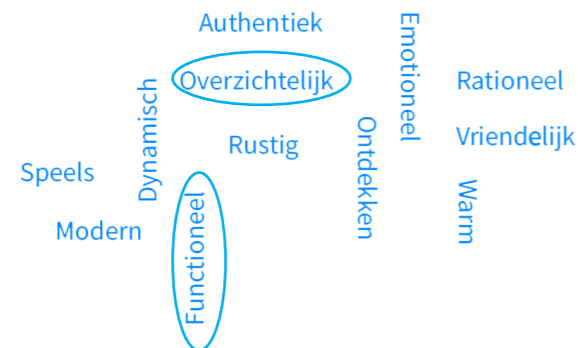 Authentiek
Emotioneel
Overzichtelijk
Rationeel
Dynamisch
Rustig
Ontdekken
Vriendelijk
Speels
Functioneel
Warm
Modern